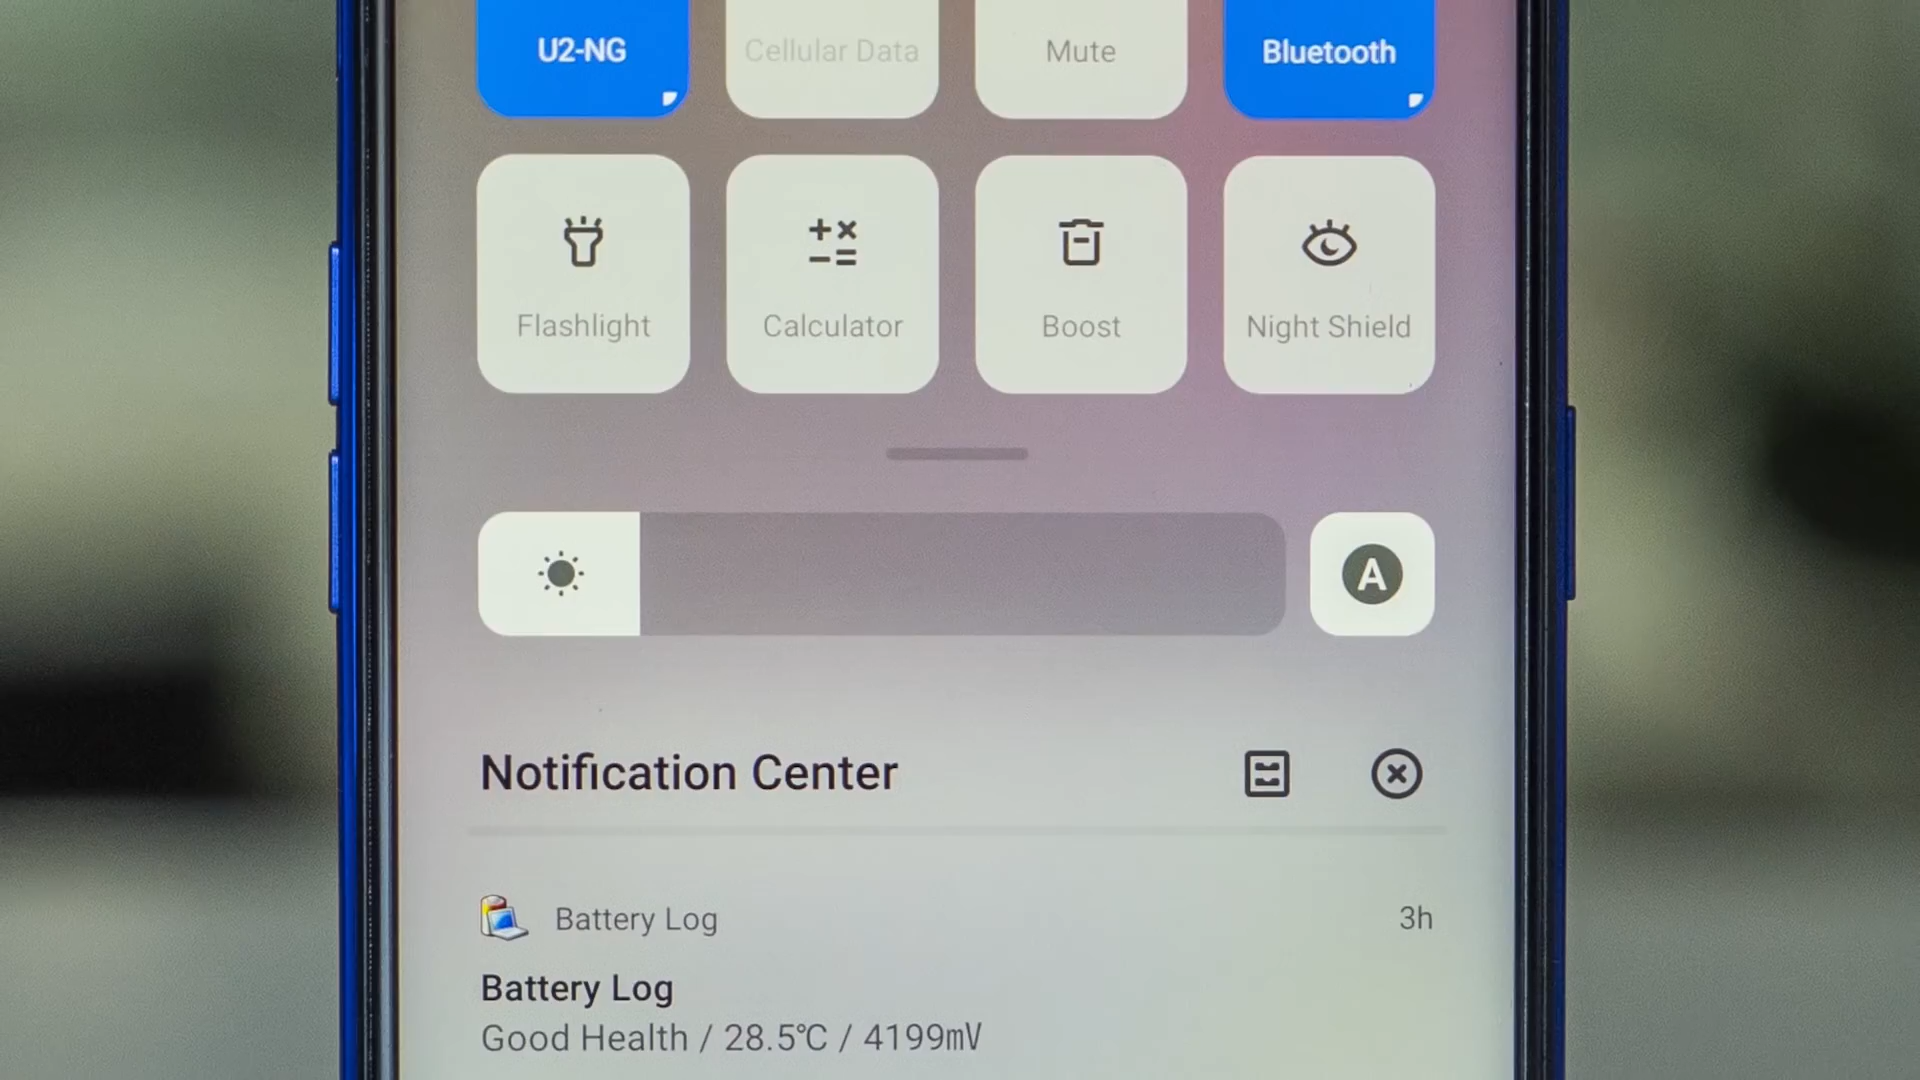 U2-NG
Cellular Data
Mute
Bluetooth
Flashlight
Calculator
Boost
Night Shield
A
Notification Center
Battery Log
3h
Battery Log
Good Health / 28.5℃ / 4199mV